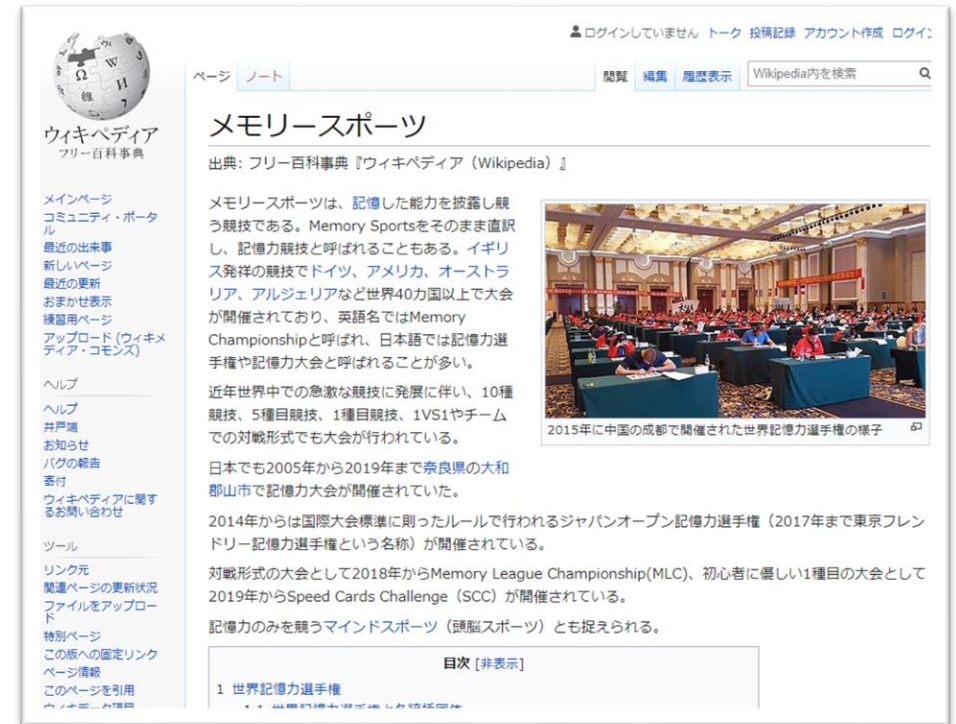 ログインしていません トーク 投稿記録 アカウント作成 ログイン
ページ ノート 閲覧 編集 履歴表示 Wikipedia内を検索
ウィキペディア
フリー百科事典
メインページ
コミュニティ・ポータ
ル
最近の出来事
新しいページ
最近の更新
おまかせ表示
練習用ページ
アップロード (ウィキメ
ディア・コモンズ)
ヘルプ
ヘルプ
井戸端
お知らせ
バグの報告
寄付
ウィキペディアに関す
るお問い合わせ
ツール
リンク元
関連ページの更新状況
ファイルをアップロー
ド
特別ページ
この版への固定リンク
ページ情報
このページを引用
ウィキデータ項目
メモリースポーツ
出典: フリー百科事典『ウィキペディア（Wikipedia）』
メモリースポーツは、記憶した能力を披露し競
う競技である。Memory Sportsをそのまま直訳
し、記憶力競技と呼ばれることもある。イギリ
ス発祥の競技でドイツ、アメリカ、オーストラ
リア、アルジェリアなど世界40カ国以上で大会
が開催されており、英語名ではMemory
Championshipと呼ばれ、日本語では記憶力選
手権や記憶力大会と呼ばれることが多い。
近年世界中での急激な競技に発展に伴い、10種
競技、5種目競技、1種目競技、1VS1やチーム
での対戦形式でも大会が行われている。
2015年に中国の成都で開催された世界記憶力選手権の様子
日本でも2005年から2019年まで奈良県の大和
郡山市で記憶力大会が開催されていた。
2014年からは国際大会標準に則ったルールで行われるジャパンオープン記憶力選手権（2017年まで東京フレン
ドリー記憶力選手権という名称）が開催されている。
対戦形式の大会として2018年からMemory League Championship(MLC)、初心者に優しい1種目の大会として
2019年からSpeed Cards Challenge（SCC）が開催されている。
記憶力のみを競うマインドスポーツ（頭脳スポーツ）とも捉えられる。
目次 [非表示]
1 世界記憶力選手権
1.1 世界記憶力選手権と各統括団体